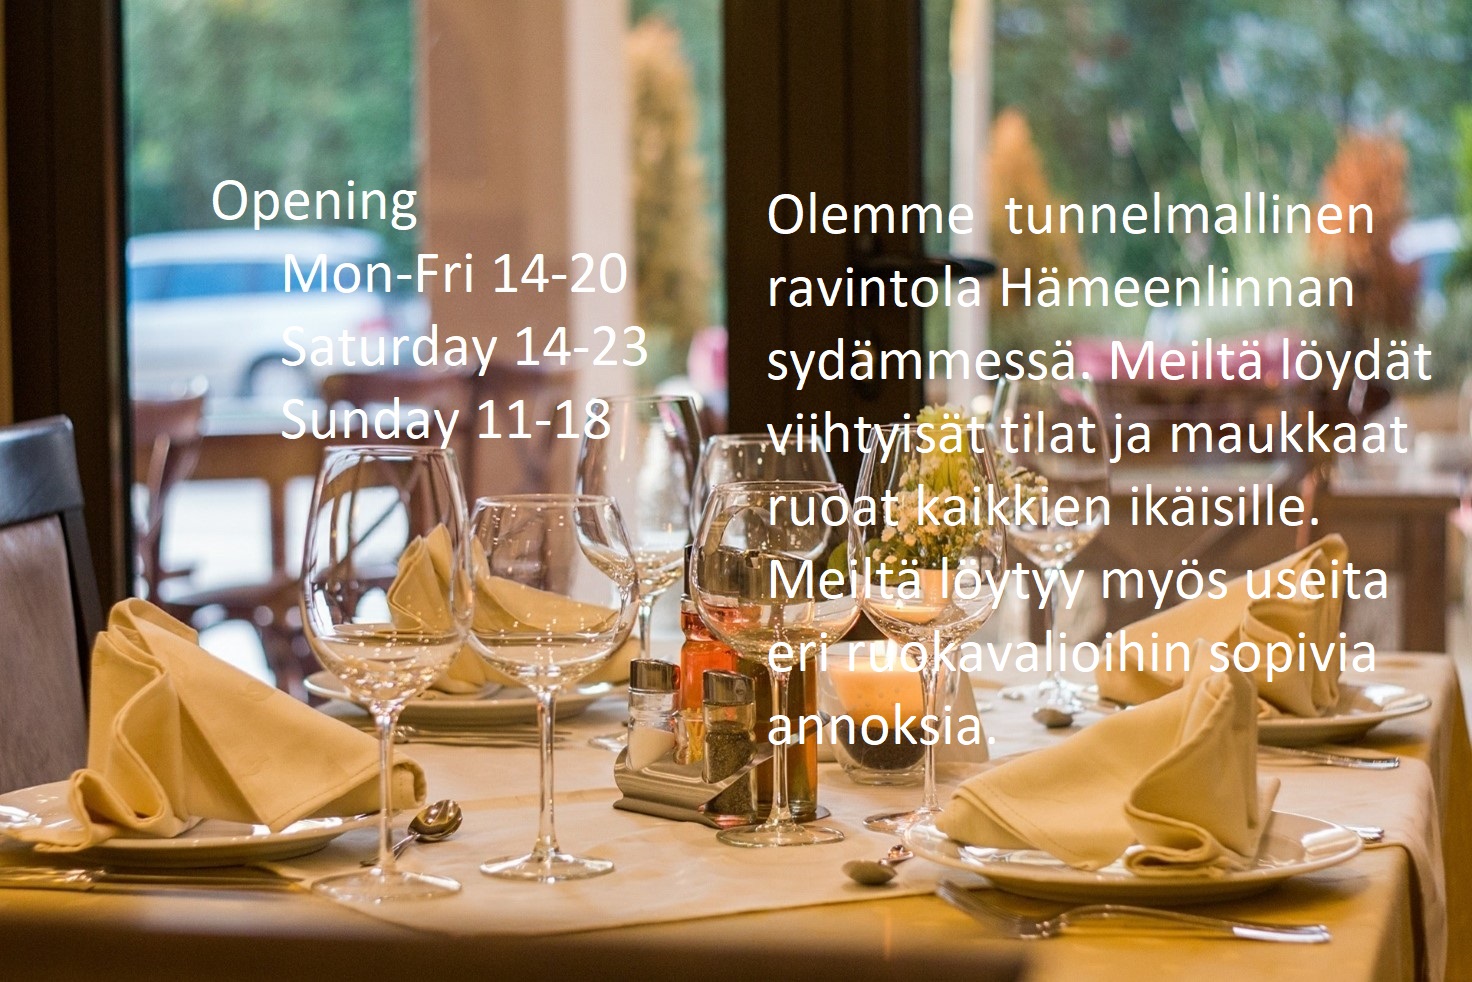 Opening
Mon-Fri 14-20
Saturday 14-23
Sunday 11-18
Olemme tunnelmallinen
ravintola Hämeenlinnan
sydämmessä. Meiltä löydät
viihtyisät tilat ja maukkaat
ruoat kaikkien ikäisille.
Meiltä löytyy myös useita
eri ruokavalioihin sopivia
annoksia.